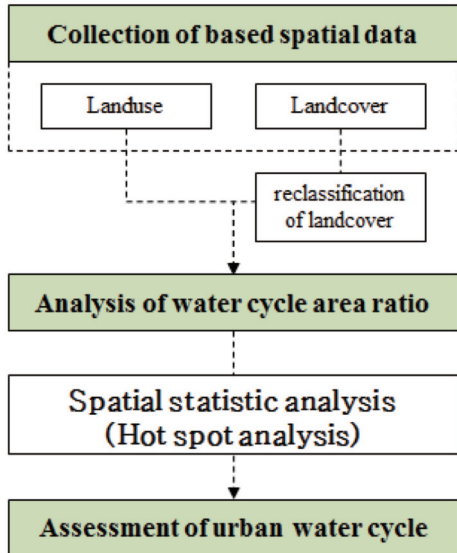 Collection of based spatial data
Landuse
Landcover
reclassification
of landcover
Analysis of water cycle area ratio
Spatial statistic analysis
(Hot spot analysis)
Assessment of urban water cycle